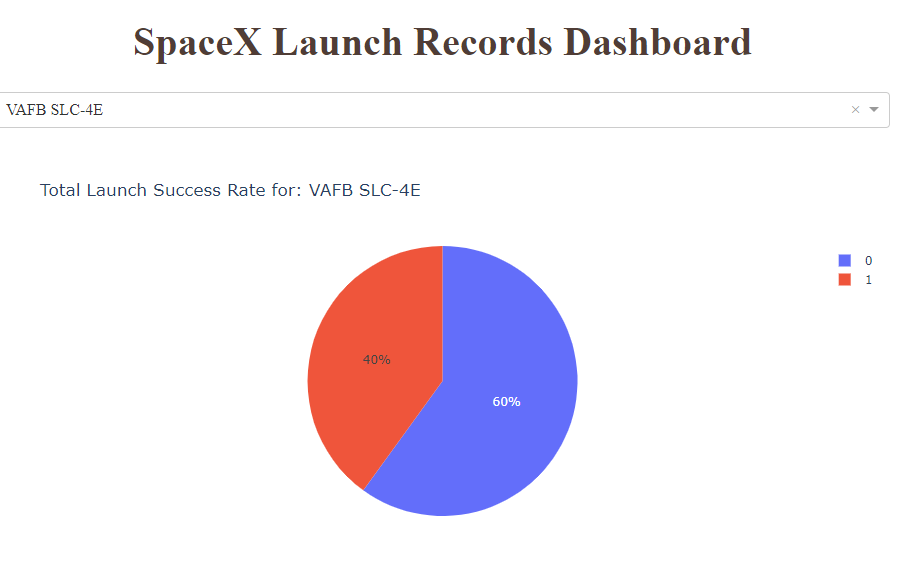 SpaceX Launch Records Dashboard
VAFB SLC-4E ×
Total Launch Success Rate for: VAFB SLC-4E
0
1
40%
60%